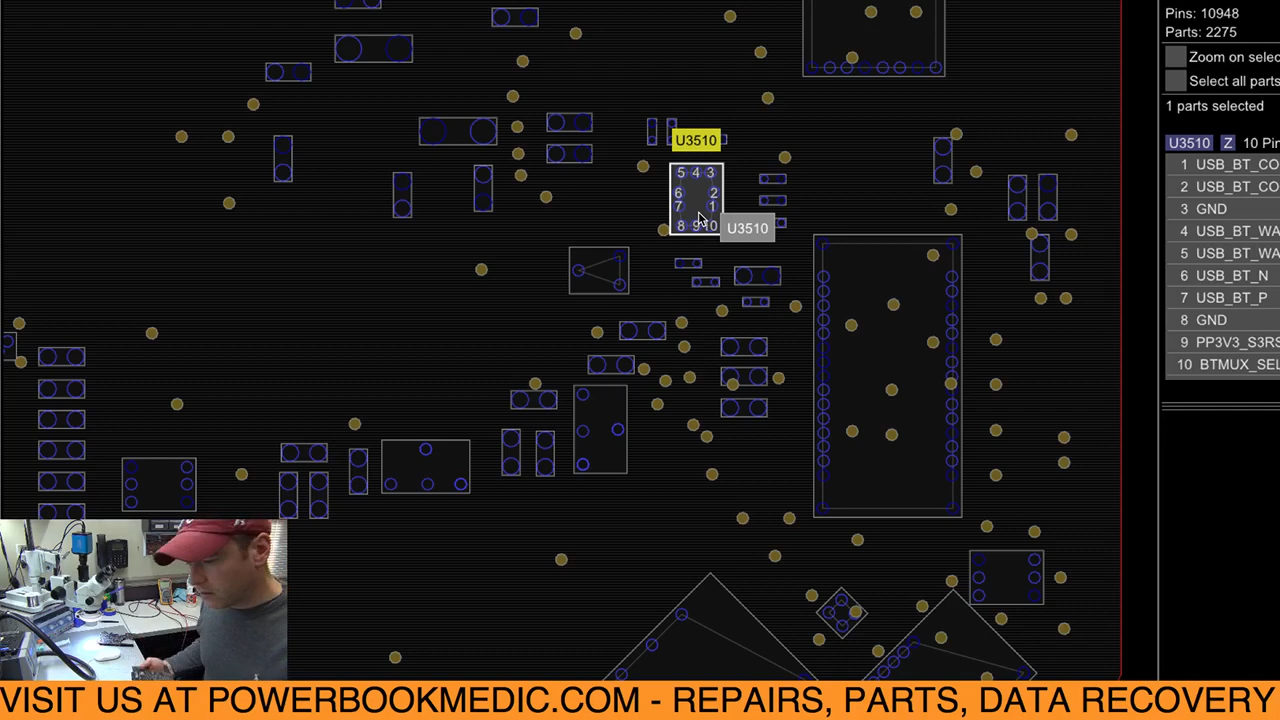 Pins: 10948
Parts: 2275
Zoom on selec
Select all parts
1 parts selected
U3510 Z 10 Pin
1 USB_BT_CO
2 USB_BT_CO
3 GND
4 USB_BT_WA
5 USB_BT_WA
6 USB_BT_N
7 USB_BT_P
8 GND
9 PP3V3_S3RS
10 BTMUX_SEL
U3510
5 4 3
6 2
7 1
8 9 10
U3510
VISIT US AT POWERBOOKMEDIC.COM - REPAIRS, PARTS, DATA RECOVERY